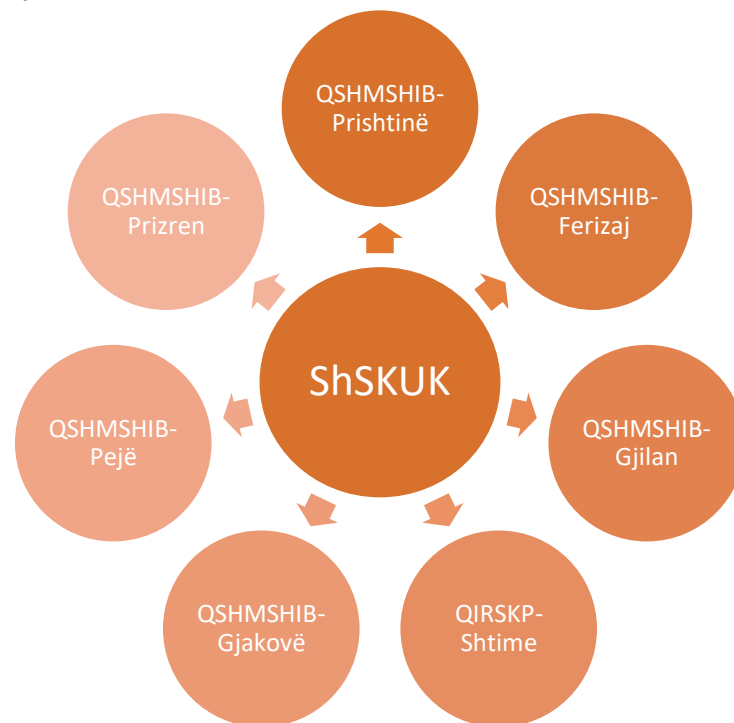 QSHMSHIB-
Prishtinë
QSHMSHIB-
Ferizaj
QSHMSHIB-
Gjilan
QIRSKP-
Shtime
QSHMSHIB-
Gjakovë
QSHMSHIB-
Pejë
QSHMSHIB-
Prizren
ShSKUK